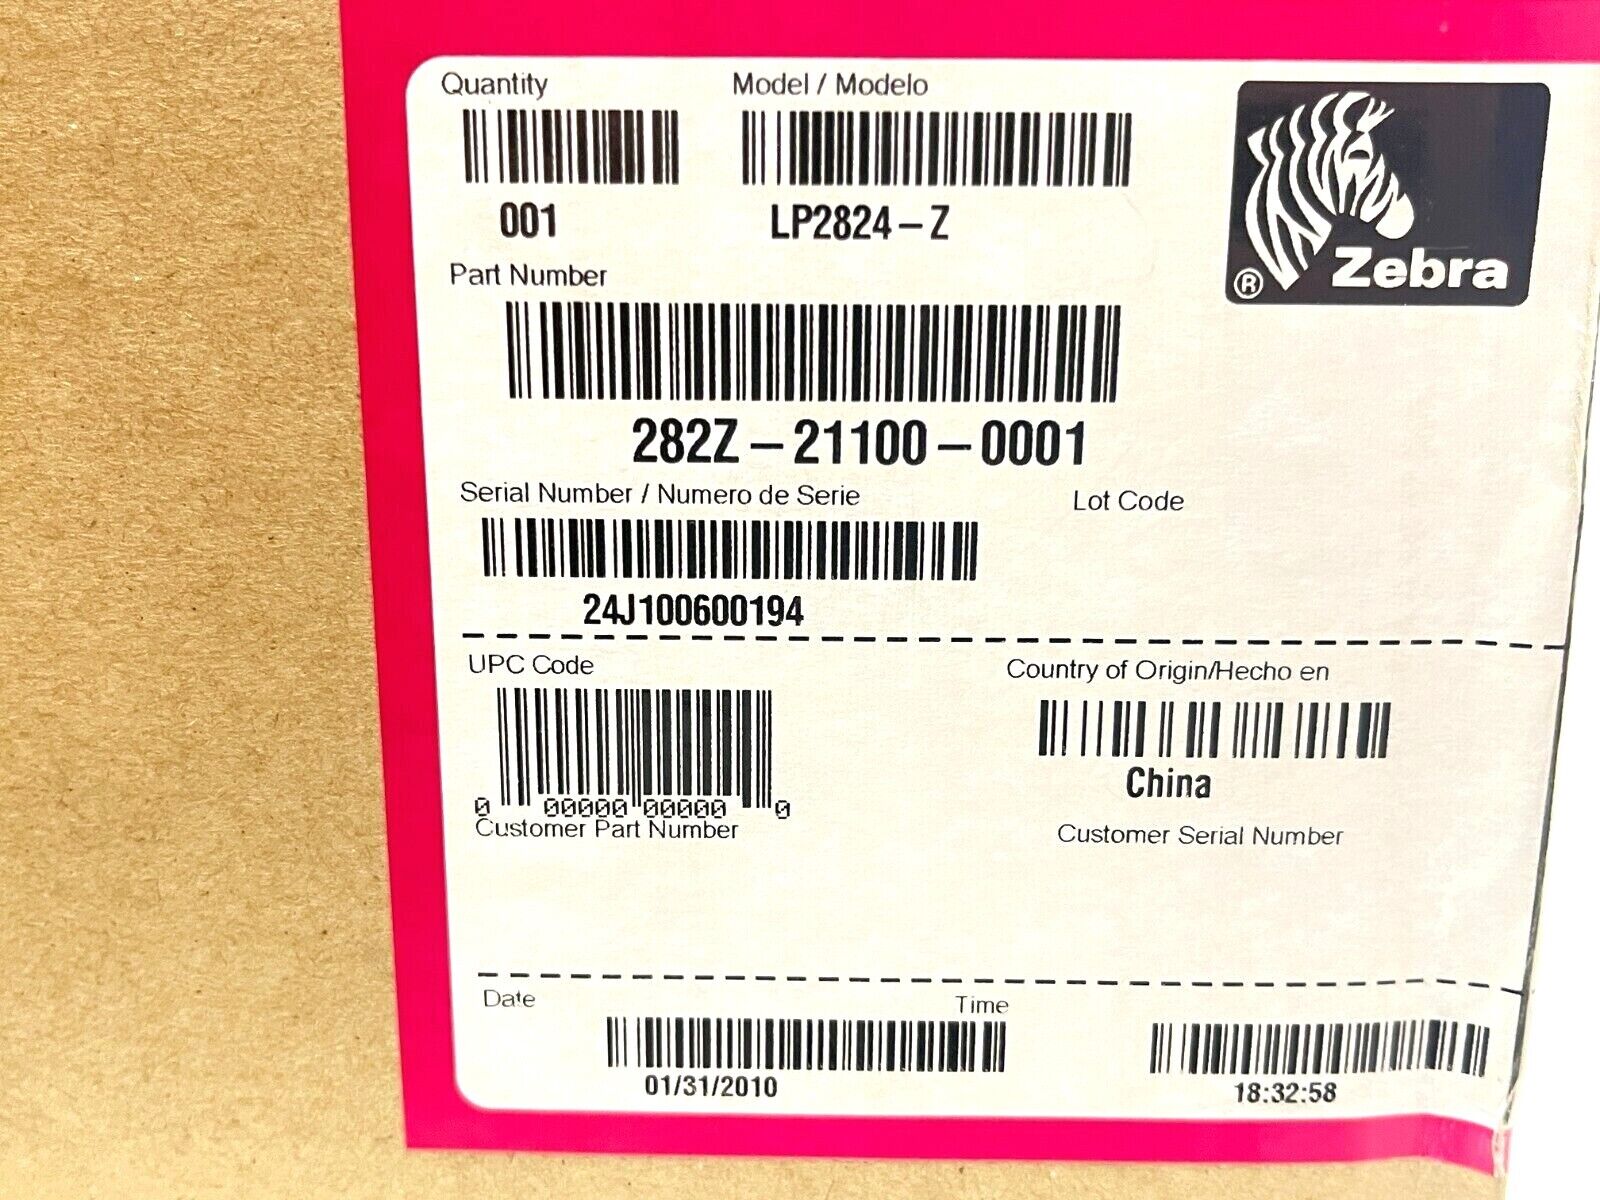 Quantity
Model / Modelo
001
LP2824-Z
® Zebra
Part Number
282Z-21100-0001
Serial Number / Numero de Serie
Lot Code
24J100600194
UPC Code
Country of Origin/Hecho en
China
0 00000 00000 0
Customer Part Number
Customer Serial Number
Date
Time
01/31/2010
18:32:58